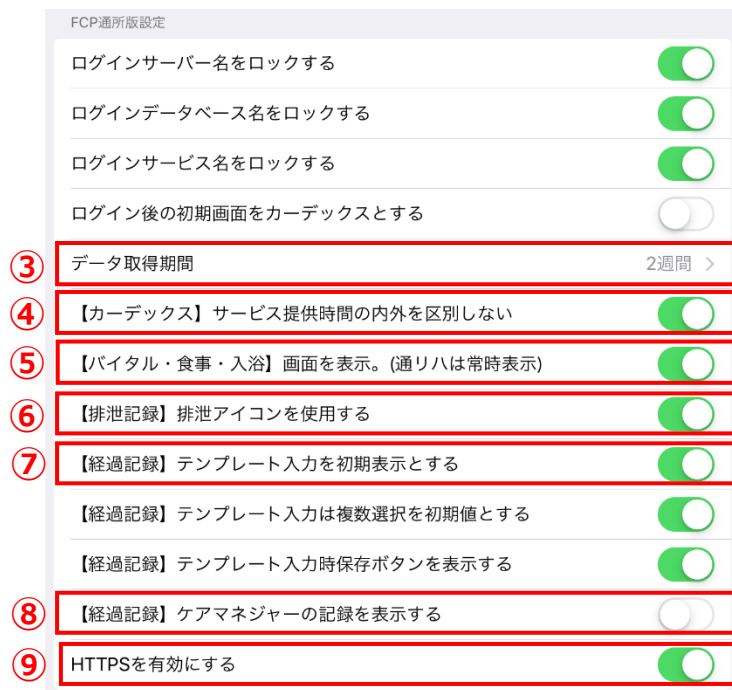 FCP通所版設定
ログインサーバー名をロックする
ログインデータベース名をロックする
ログインサービス名をロックする
ログイン後の初期画面をカーデックスとする
③ データ取得期間 2週間 >
④ 【カーデックス】サービス提供時間の内外を区別しない
⑤ 【バイタル・食事・入浴】画面を表示。(通リハは常時表示)
⑥ 【排泄記録】排泄アイコンを使用する
⑦ 【経過記録】テンプレート入力を初期表示とする
【経過記録】テンプレート入力は複数選択を初期値とする
【経過記録】テンプレート入力時保存ボタンを表示する
⑧ 【経過記録】ケアマネジャーの記録を表示する
⑨ HTTPSを有効にする